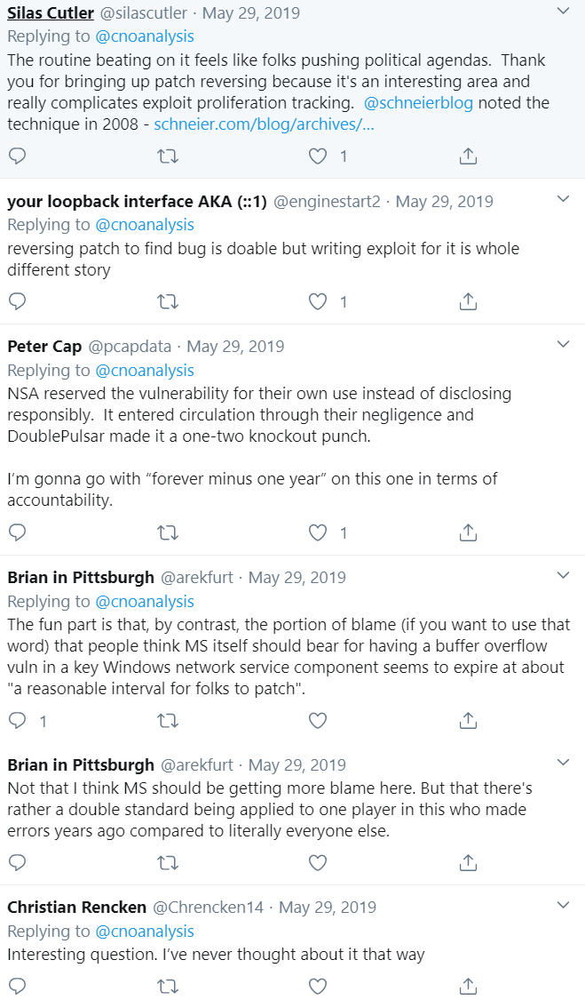 Silas Cutler @silascutler · May 29, 2019
Replying to @cnoanalysis
The routine beating on it feels like folks pushing political agendas.  Thank
you for bringing up patch reversing because it's an interesting area and
really complicates exploit proliferation tracking.  @schneierblog noted the
technique in 2008 - schneier.com/blog/archives/...
1
your loopback interface AKA (::1) @enginestart2 · May 29, 2019
Replying to @cnoanalysis
reversing patch to find bug is doable but writing exploit for it is whole
different story
1
Peter Cap @pcapdata · May 29, 2019
Replying to @cnoanalysis
NSA reserved the vulnerability for their own use instead of disclosing
responsibly.  It entered circulation through their negligence and
DoublePulsar made it a one-two knockout punch.
I’m gonna go with “forever minus one year” on this one in terms of
accountability.
1
Brian in Pittsburgh @arekfurt · May 29, 2019
Replying to @cnoanalysis
The fun part is that, by contrast, the portion of blame (if you want to use that
word) that people think MS itself should bear for having a buffer overflow
vuln in a key Windows network service component seems to expire at about
"a reasonable interval for folks to patch".
1
Brian in Pittsburgh @arekfurt · May 29, 2019
Not that I think MS should be getting more blame here. But that there's
rather a double standard being applied to one player in this who made
errors years ago compared to literally everyone else.
Christian Rencken @Chrencken14 · May 29, 2019
Replying to @cnoanalysis
Interesting question. I’ve never thought about it that way